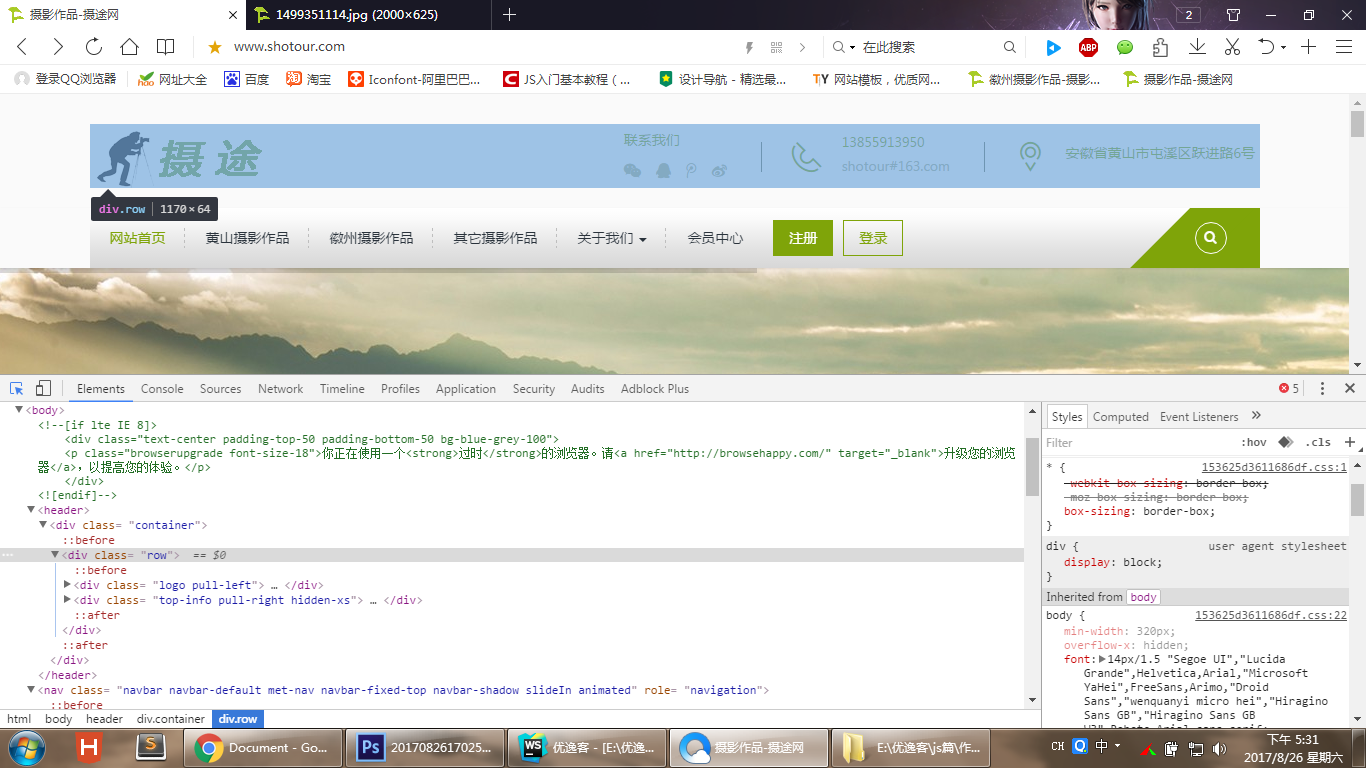 摄影作品-摄途网
1499351114.jpg (2000×625)
2
www.shotour.com
在此搜索
ABP
登录QQ浏览器
网址大全
百度
淘宝
Iconfont-阿里巴巴...
JS入门基本教程（...
设计导航 - 精选最...
网站模板，优质网...
徽州摄影作品-摄影...
摄影作品-摄途网
摄途
联系我们
13855913950
shotour#163.com
安徽省黄山市屯溪区跃进路6号
div.row | 1170×64
网站首页
黄山摄影作品
徽州摄影作品
其它摄影作品
关于我们
会员中心
注册
登录
Elements Console Sources Network Timeline Profiles Application Security Audits Adblock Plus
5
<body>
<!--[if lte IE 8]>
<div class="text-center padding-top-50 padding-bottom-50 bg-blue-grey-100">
<p class="browserupgrade font-size-18">你正在使用一个<strong>过时</strong>的浏览器。请<a href="http://browsehappy.com/" target="_blank">升级您的浏览
器</a>，以提高您的体验。</p>
</div>
<![endif]-->
<header>
<div class= "container">
::before
<div class= "row"> == $0
::before
<div class= "logo pull-left"> … </div>
<div class= "top-info pull-right hidden-xs"> … </div>
::after
</div>
::after
</div>
</header>
<nav class= "navbar navbar-default met-nav navbar-fixed-top navbar-shadow slideIn animated" role= "navigation">
::before
html body header div.container div.row
Styles Computed Event Listeners
Filter :hov .cls
* { 153625d3611686df.css:1
-webkit-box-sizing: border-box;
-moz-box-sizing: border-box;
box-sizing: border-box;
}
div { user agent stylesheet
display: block;
}
Inherited from body
body { 153625d3611686df.css:22
min-width: 320px;
overflow-x: hidden;
font: 14px/1.5 "Segoe UI","Lucida
Grande",Helvetica,Arial,"Microsoft
YaHei",FreeSans,Arimo,"Droid
Sans","wenquanyi micro hei","Hiragino
Sans GB","Hiragino Sans GB
Document - Go...
2017082617025...
优逸客 - [E:\优逸...
摄影作品-摄途网
E:\优逸客\js篇\作...
CH
中
下午 5:31
2017/8/26 星期六